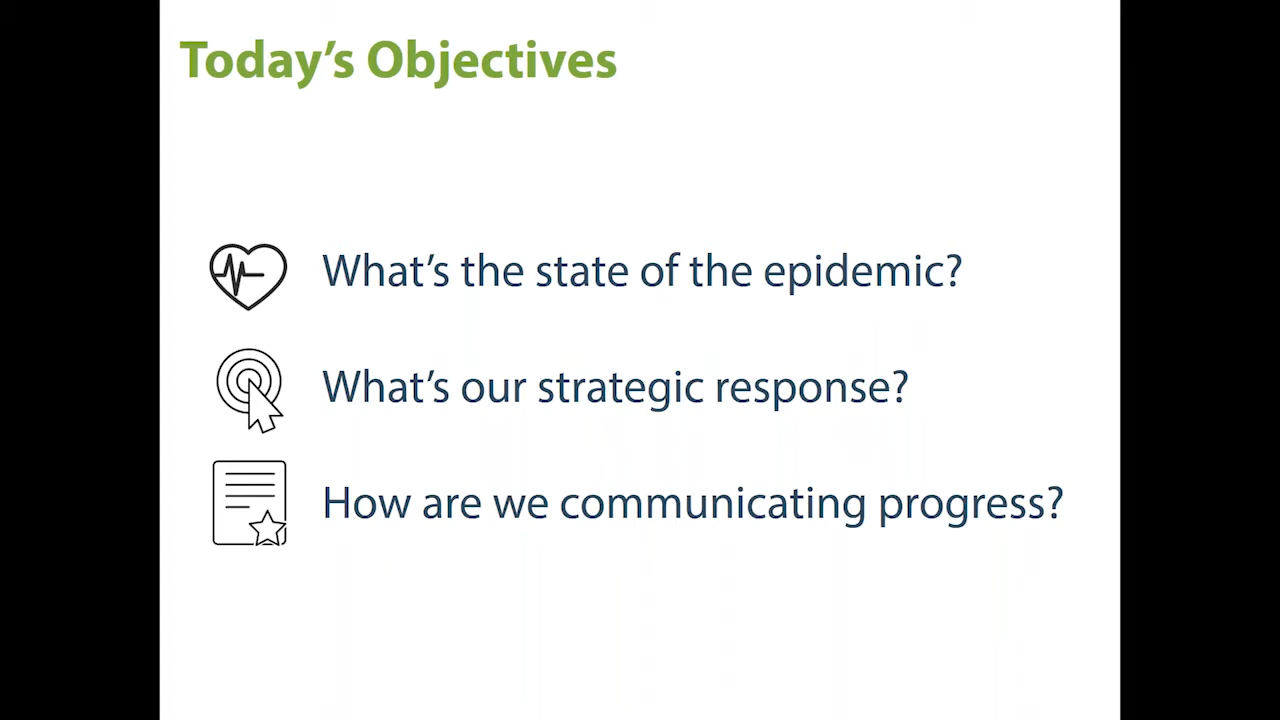 Today’s Objectives
What’s the state of the epidemic?
What’s our strategic response?
How are we communicating progress?